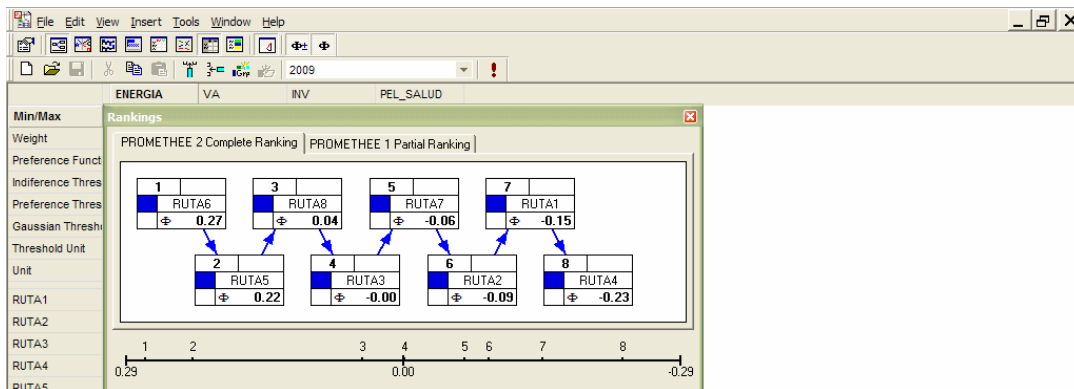 File Edit View Insert Tools Window Help
Φ± Φ
2009
ENERGIA VA INV PEL_SALUD
Min/Max
Weight
Preference Funct
Indiference Thres
Preference Thres
Gaussian Thresho
Threshold Unit
Unit
RUTA1
RUTA2
RUTA3
RUTA4
RUTA5
Rankings
PROMETHEE 2 Complete Ranking PROMETHEE 1 Partial Ranking
1 3 5 7
RUTA6 RUTA8 RUTA7 RUTA1
Φ 0.27 Φ 0.04 Φ -0.06 Φ -0.15
2 4 6 8
RUTA5 RUTA3 RUTA2 RUTA4
Φ 0.22 Φ -0.00 Φ -0.09 Φ -0.23
1 2 3 4 5 6 7 8
0.29 0.00 -0.29